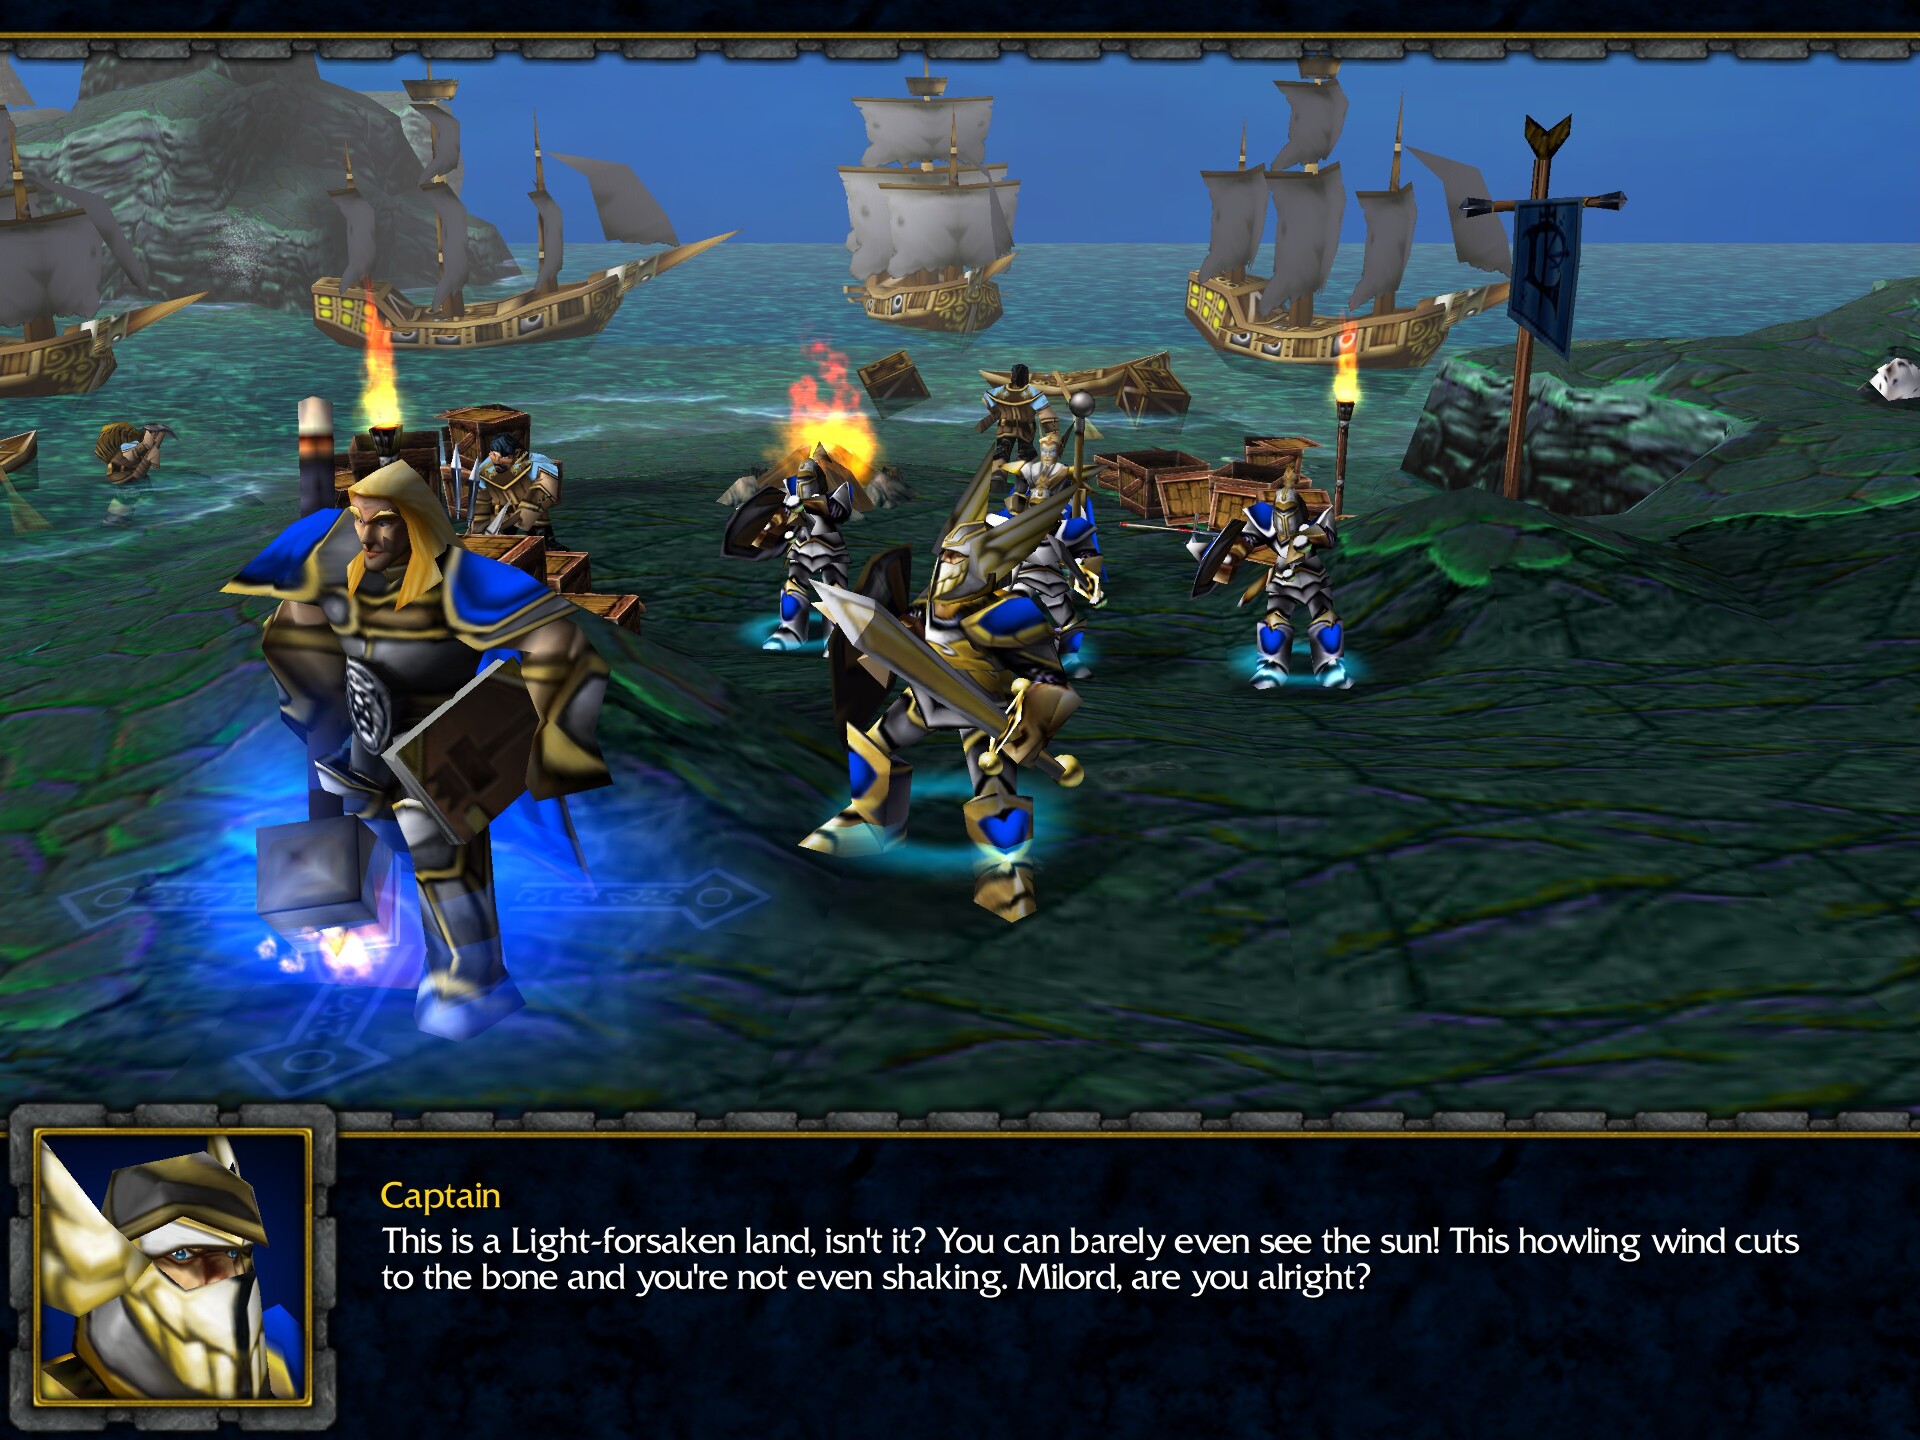 Captain
This is a Light-forsaken land, isn't it? You can barely even see the sun! This howling wind cuts
to the bone and you're not even shaking. Milord, are you alright?